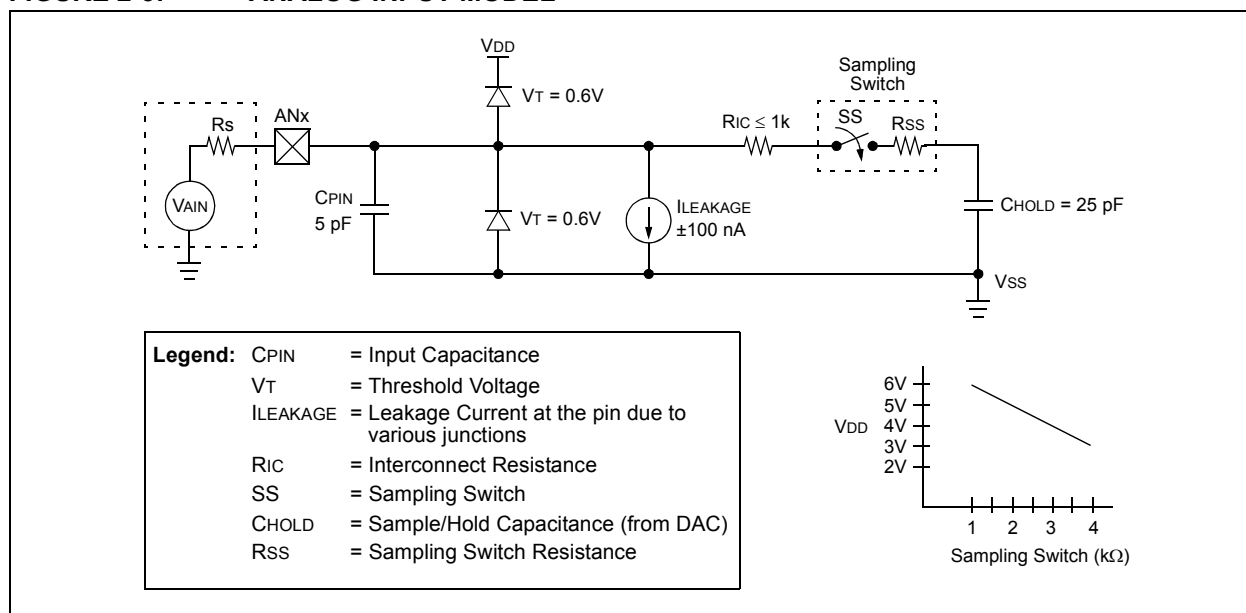 VDD
Sampling
Switch
VT = 0.6V
ANx
Rs
RIC ≤ 1k
SS
RSS
VAIN
CPIN
5 pF
VT = 0.6V
ILEAKAGE
±100 nA
CHOLD = 25 pF
VSS
Legend: CPIN = Input Capacitance
VT = Threshold Voltage
ILEAKAGE = Leakage Current at the pin due to
various junctions
RIC = Interconnect Resistance
SS = Sampling Switch
CHOLD = Sample/Hold Capacitance (from DAC)
RSS = Sampling Switch Resistance
6V
5V
VDD 4V
3V
2V
1 2 3 4
Sampling Switch (kΩ)